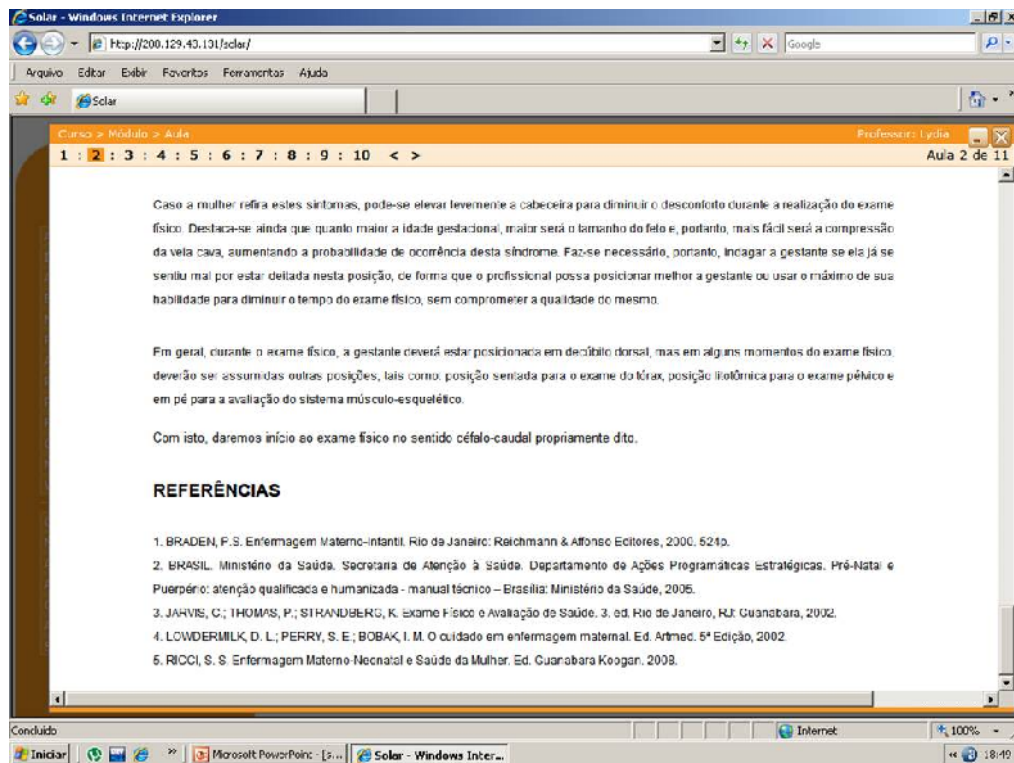 Solar - Windows Internet Explorer
http://200.129.43.131/solar/
Google
Arquivo Editar Exibir Favoritos Ferramentas Ajuda
Solar
Curso > Módulo > Aula Professor: Lydia
1 : 2 : 3 : 4 : 5 : 6 : 7 : 8 : 9 : 10 < > Aula 2 de 11
Caso a mulher refira estes sintomas, pode-se elevar levemente a cabeceira para diminuir o desconforto durante a realização do exame
físico. Destaca-se ainda que quanto maior a idade gestacional, maior será o tamanho do feto e, portanto, mais fácil será a compressão
da veia cava, aumentando a probabilidade de ocorrência desta síndrome. Faz-se necessário, portanto, indagar a gestante se ela já se
sentiu mal por estar deitada nesta posição, de forma que o profissional possa posicionar melhor a gestante ou usar o máximo de sua
habilidade para diminuir o tempo do exame físico, sem comprometer a qualidade do mesmo.
Em geral, durante o exame físico, a gestante deverá estar posicionada em decúbito dorsal, mas em alguns momentos do exame físico,
deverão ser assumidas outras posições, tais como: posição sentada para o exame do tórax, posição litotômica para o exame pélvico e
em pé para a avaliação do sistema músculo-esquelético.
Com isto, daremos início ao exame físico no sentido céfalo-caudal propriamente dito.
REFERÊNCIAS
1. BRADEN, P.S. Enfermagem Materno-Infantil. Rio de Janeiro: Reichmann & Affonso Editores, 2000. 524p.
2. BRASIL. Ministério da Saúde. Secretaria de Atenção à Saúde. Departamento de Ações Programáticas Estratégicas. Pré-Natal e
Puerpério: atenção qualificada e humanizada - manual técnico – Brasília: Ministério da Saúde, 2005.
3. JARVIS, C.; THOMAS, P.; STRANDBERG, K. Exame Físico e Avaliação de Saúde. 3. ed. Rio de Janeiro, RJ: Guanabara, 2002.
4. LOWDERMILK, D. L.; PERRY, S. E.; BOBAK, I. M. O cuidado em enfermagem maternal. Ed. Artmed. 5ª Edição, 2002.
5. RICCI, S. S. Enfermagem Materno-Neonatal e Saúde da Mulher. Ed. Guanabara Koogan. 2008.
Concluído Internet 100%
Iniciar Microsoft PowerPoint - [s... Solar - Windows Inter... 18:49